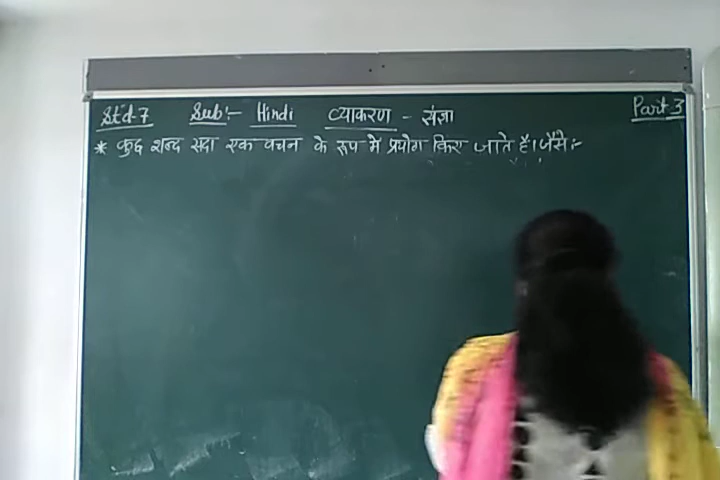 Std-7 Sub:- Hindi व्याकरण - संज्ञा Part-3
* कुछ शब्द सदा एक वचन के रूप मे प्रयोग किए जाते है। जैसे :-